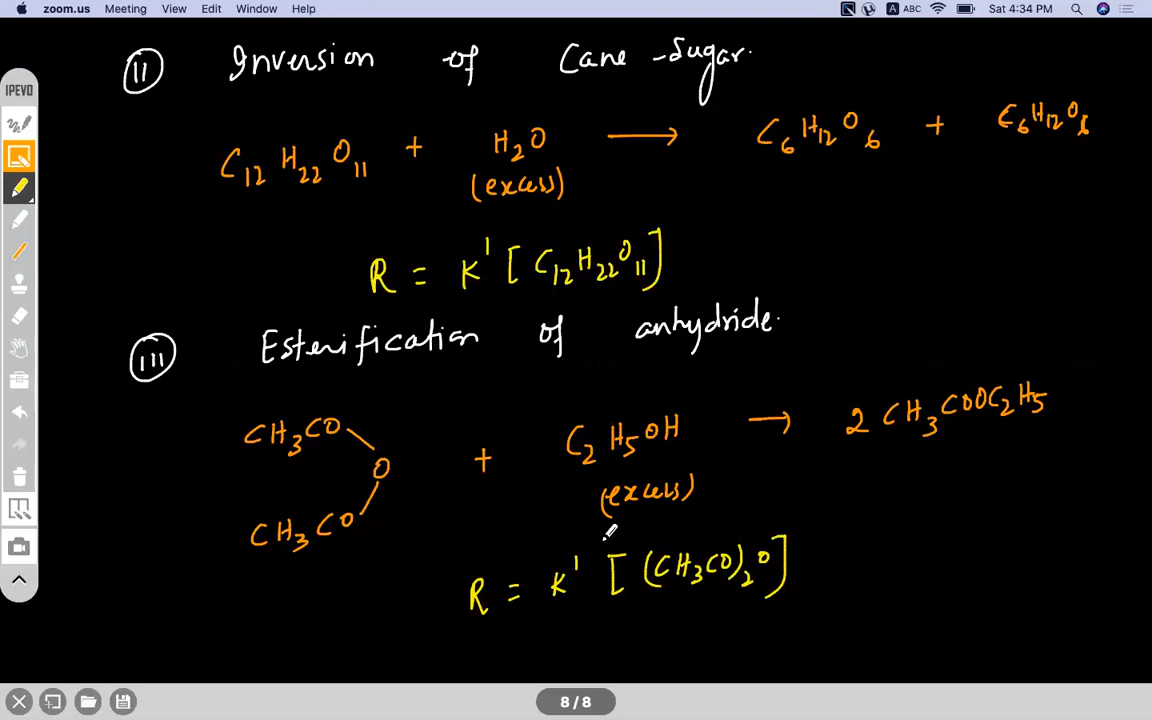 zoom.us Meeting View Edit Window Help ABC Sat 4:34 PM
IPEVO
(ii) Inversion of Cane-Sugar.
C12 H22 O11 + H2O → C6H12O6 + C6H12O6
(excess)
R = K' [C12H22O11]
(iii) Esterification of anhydride.
CH3CO
O + C2H5OH → 2 CH3COOC2H5
CH3CO (excess)
R = K' [(CH3CO)2O]
8/8